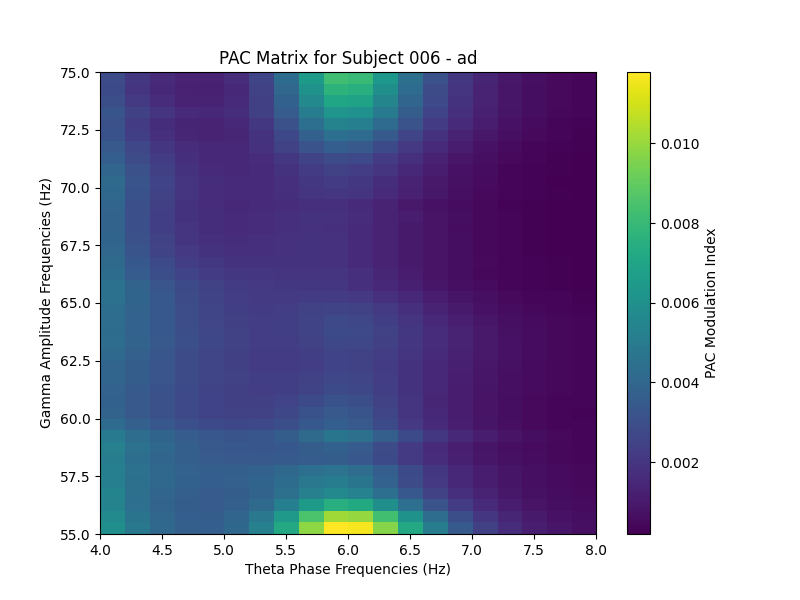 PAC Matrix for Subject 006 - ad
75.0
72.5
70.0
67.5
65.0
62.5
60.0
57.5
55.0
Gamma Amplitude Frequencies (Hz)
4.0 4.5 5.0 5.5 6.0 6.5 7.0 7.5 8.0
Theta Phase Frequencies (Hz)
0.010
0.008
0.006
0.004
0.002
PAC Modulation Index